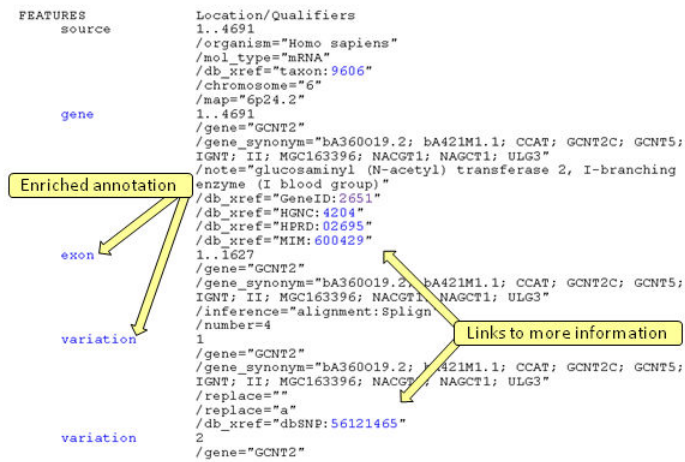 FEATURES Location/Qualifiers
source 1..4691
/organism="Homo sapiens"
/mol_type="mRNA"
/db_xref="taxon:9606"
/chromosome="6"
/map="6p24.2"
gene 1..4691
/gene="GCNT2"
/gene_synonym="bA360O19.2; bA421M1.1; CCAT; GCNT2C; GCNT5;
IGNT; II; MGC163396; NACGT1; NAGCT1; ULG3"
/note="glucosaminyl (N-acetyl) transferase 2, I-branching
Enriched annotation
enzyme (I blood group)"
/db_xref="GeneID:2651"
/db_xref="HGNC:4204"
/db_xref="HPRD:02695"
/db_xref="MIM:600429"
exon 1..1627
/gene="GCNT2"
/gene_synonym="bA360O19.2; bA421M1.1; CCAT; GCNT2C; GCNT5;
IGNT; II; MGC163396; NACGT1; NAGCT1; ULG3"
/inference="alignment:Splign
/number=4
Links to more information
variation 1
/gene="GCNT2"
/gene_synonym="bA360O19.2; bA421M1.1; CCAT; GCNT2C; GCNT5;
IGNT; II; MGC163396; NACGT1; NAGCT1; ULG3"
/replace=""
/replace="a"
/db_xref="dbSNP:56121465"
variation 2
/gene="GCNT2"